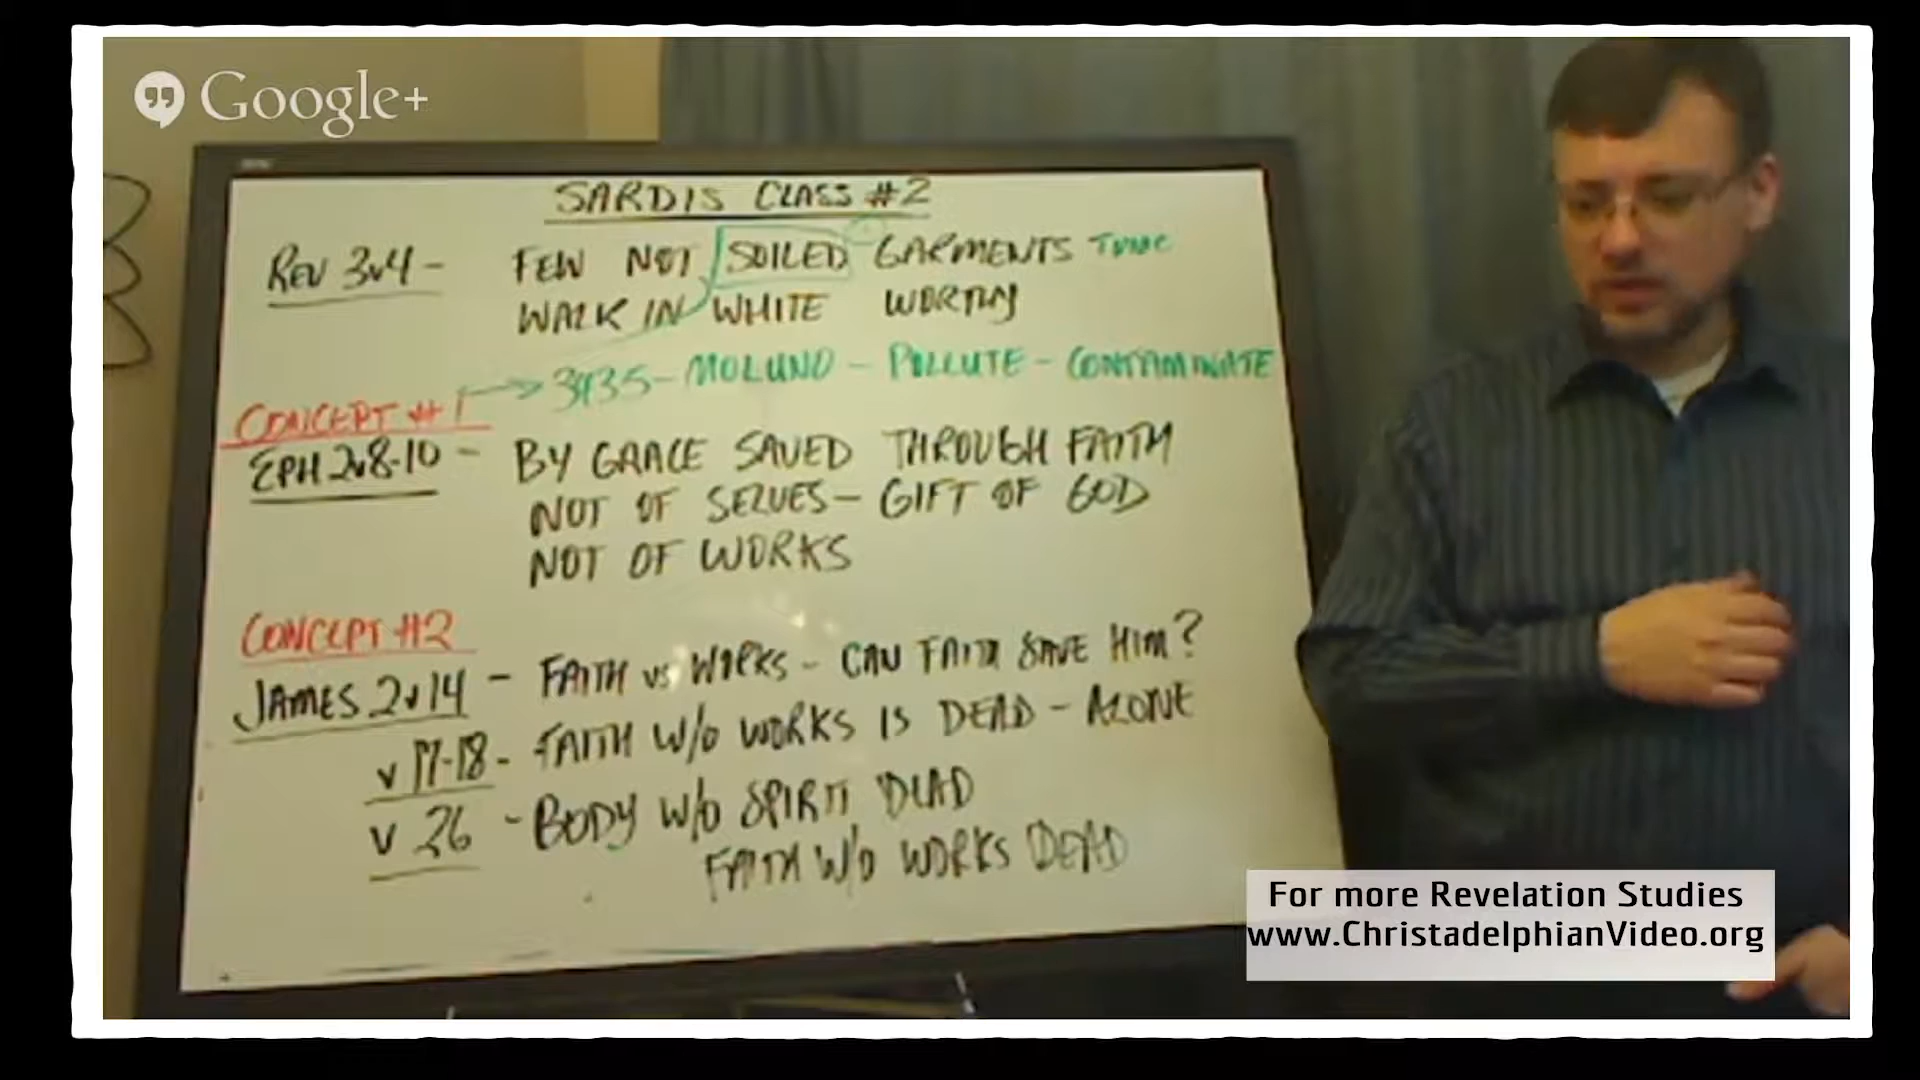 Google+
SARDIS CLASS #2
REV 3v4 - FEW NOT SOILED GARMENTS
WALK IN WHITE WORTHY
3435 - MOLUNO - POLLUTE - CONTAMINATE
CONCEPT #1
EPH 2v8-10 - BY GRACE SAVED THROUGH FAITH
NOT OF SELVES - GIFT OF GOD
NOT OF WORKS
CONCEPT #2
JAMES 2v14 - FAITH vs WORKS - CAN FAITH SAVE HIM?
v 17-18 - FAITH W/O WORKS IS DEAD - ALONE
v 26 - BODY W/O SPIRIT DEAD
FAITH W/O WORKS DEAD
For more Revelation Studies
www.ChristadelphianVideo.org